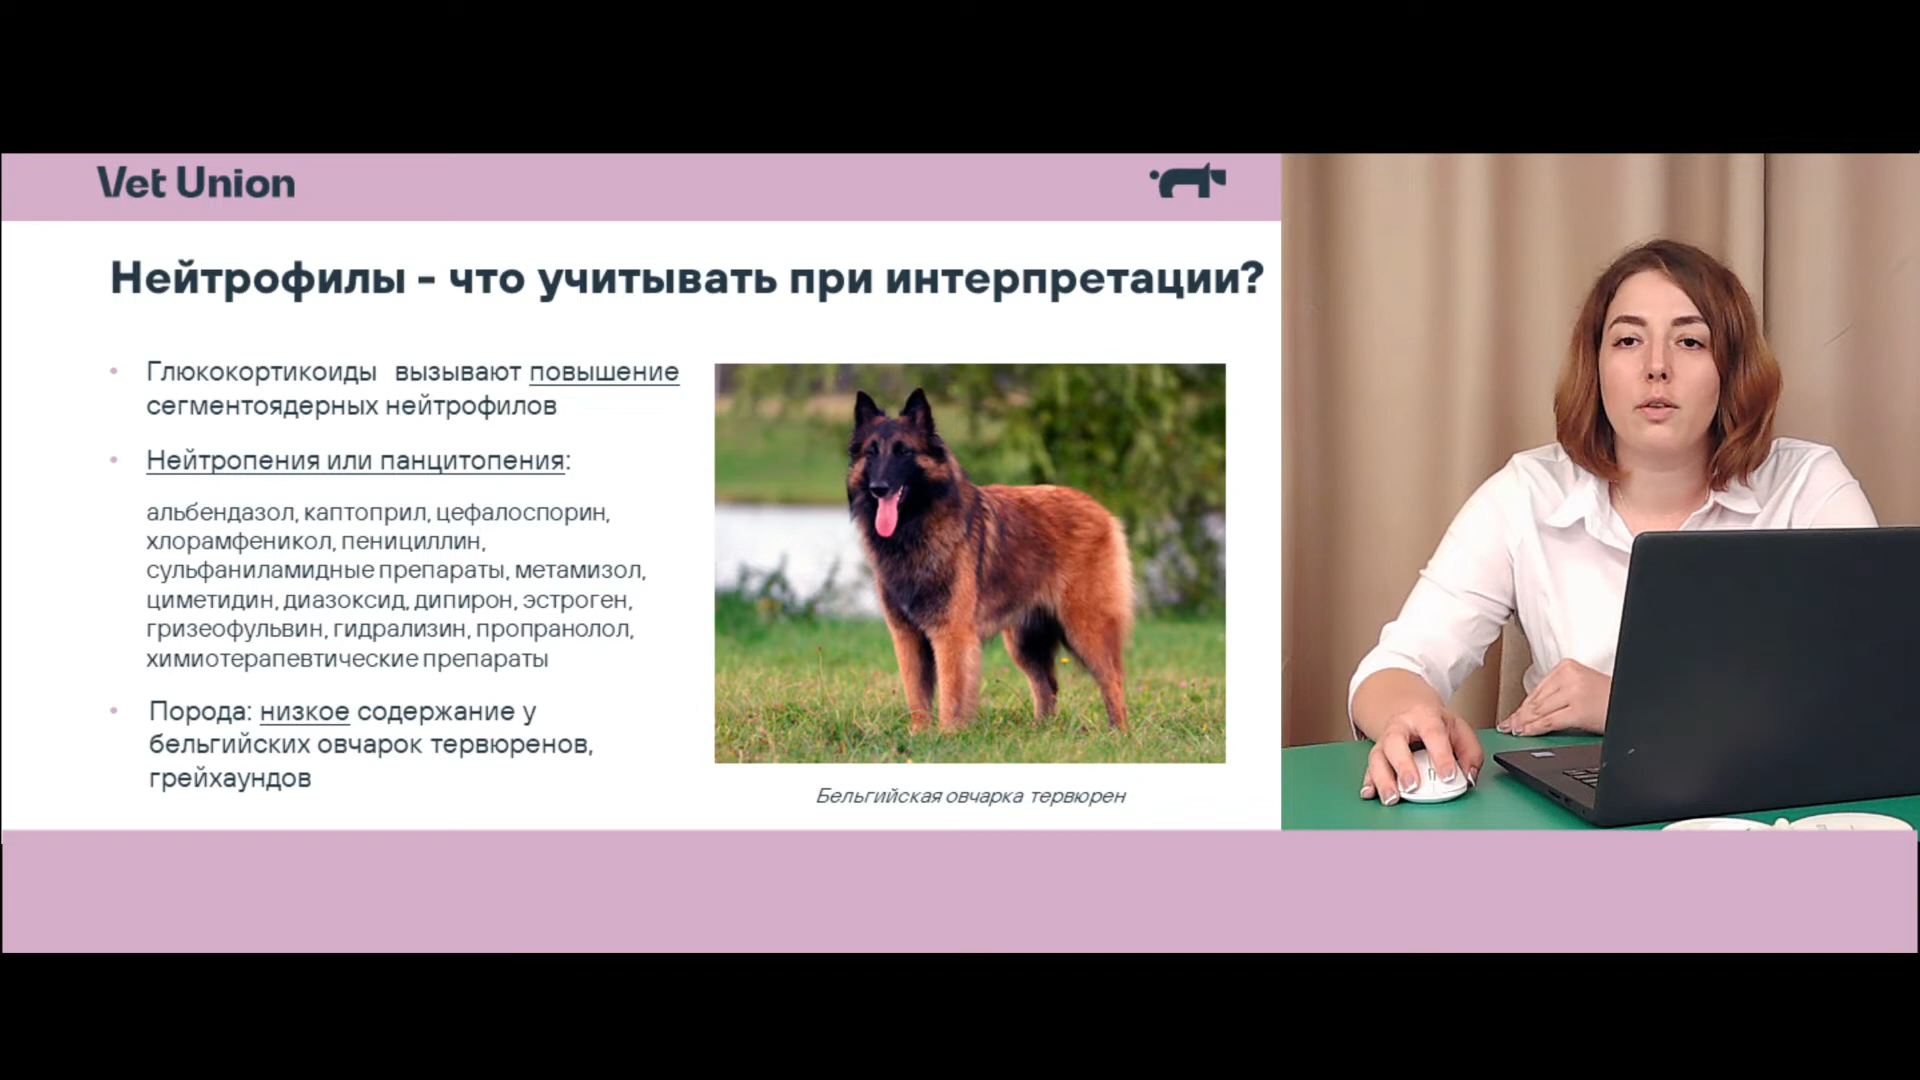 Vet Union
Нейтрофилы - что учитывать при интерпретации?
• Глюкокортикоиды вызывают повышение
сегментоядерных нейтрофилов
• Нейтропения или панцитопения:
альбендазол, каптоприл, цефалоспорин,
хлорамфеникол, пенициллин,
сульфаниламидные препараты, метамизол,
циметидин, диазоксид, дипирон, эстроген,
гризеофульвин, гидрализин, пропранолол,
химиотерапевтические препараты
• Порода: низкое содержание у
бельгийских овчарок тервюренов,
грейхаундов
Бельгийская овчарка тервюрен